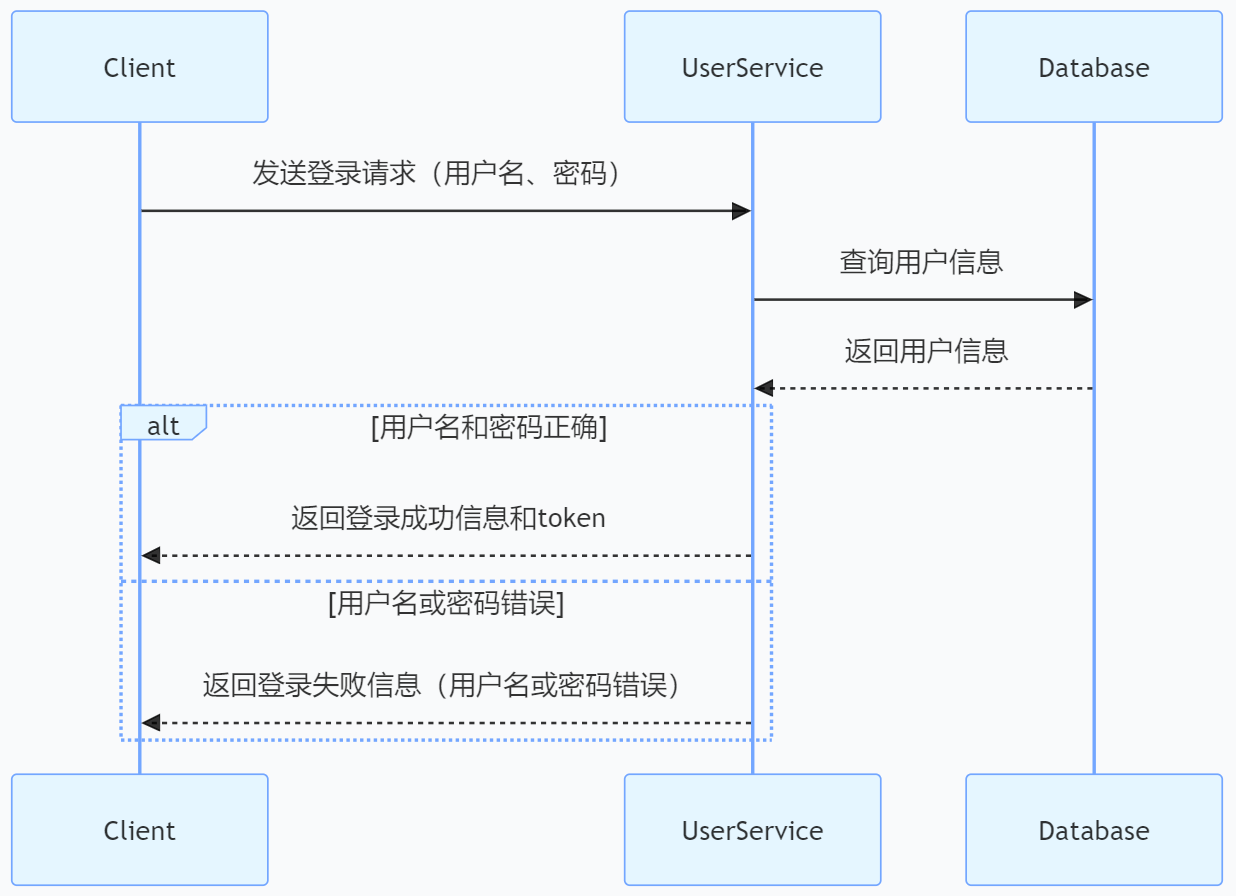 Client
UserService
Database
发送登录请求（用户名、密码）
查询用户信息
返回用户信息
alt
[用户名和密码正确]
返回登录成功信息和token
[用户名或密码错误]
返回登录失败信息（用户名或密码错误）
Client
UserService
Database